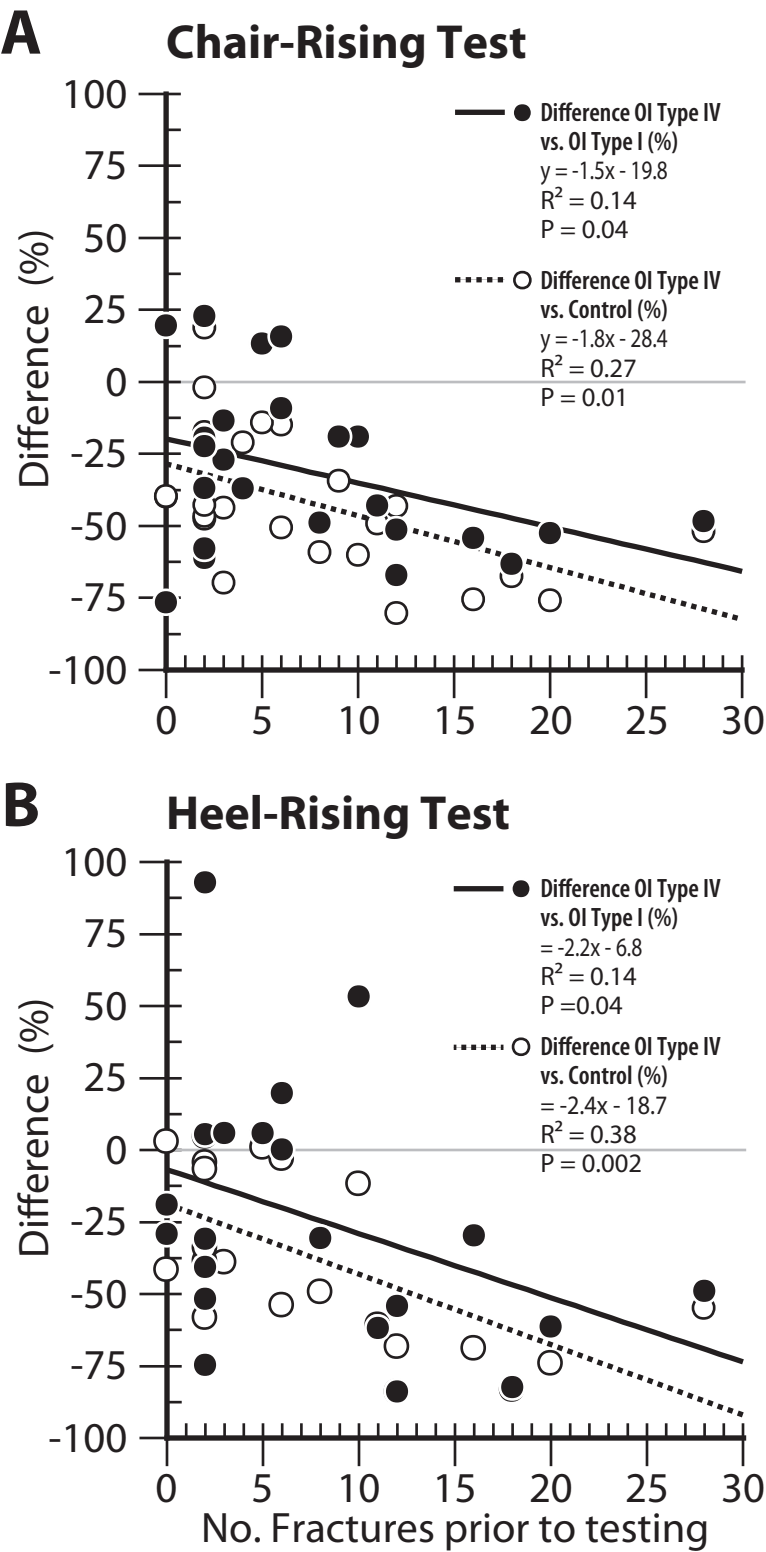 A
Chair-Rising Test
100
75
50
25
0
-25
-50
-75
-100
Difference (%)
Difference OI Type IV
vs. OI Type I (%)
y = -1.5x - 19.8
R² = 0.14
P = 0.04
Difference OI Type IV
vs. Control (%)
y = -1.8x - 28.4
R² = 0.27
P = 0.01
0 5 10 15 20 25 30
B
Heel-Rising Test
100
75
50
25
0
-25
-50
-75
-100
Difference (%)
Difference OI Type IV
vs. OI Type I (%)
= -2.2x - 6.8
R² = 0.14
P =0.04
Difference OI Type IV
vs. Control (%)
= -2.4x - 18.7
R² = 0.38
P = 0.002
0 5 10 15 20 25 30
No. Fractures prior to testing